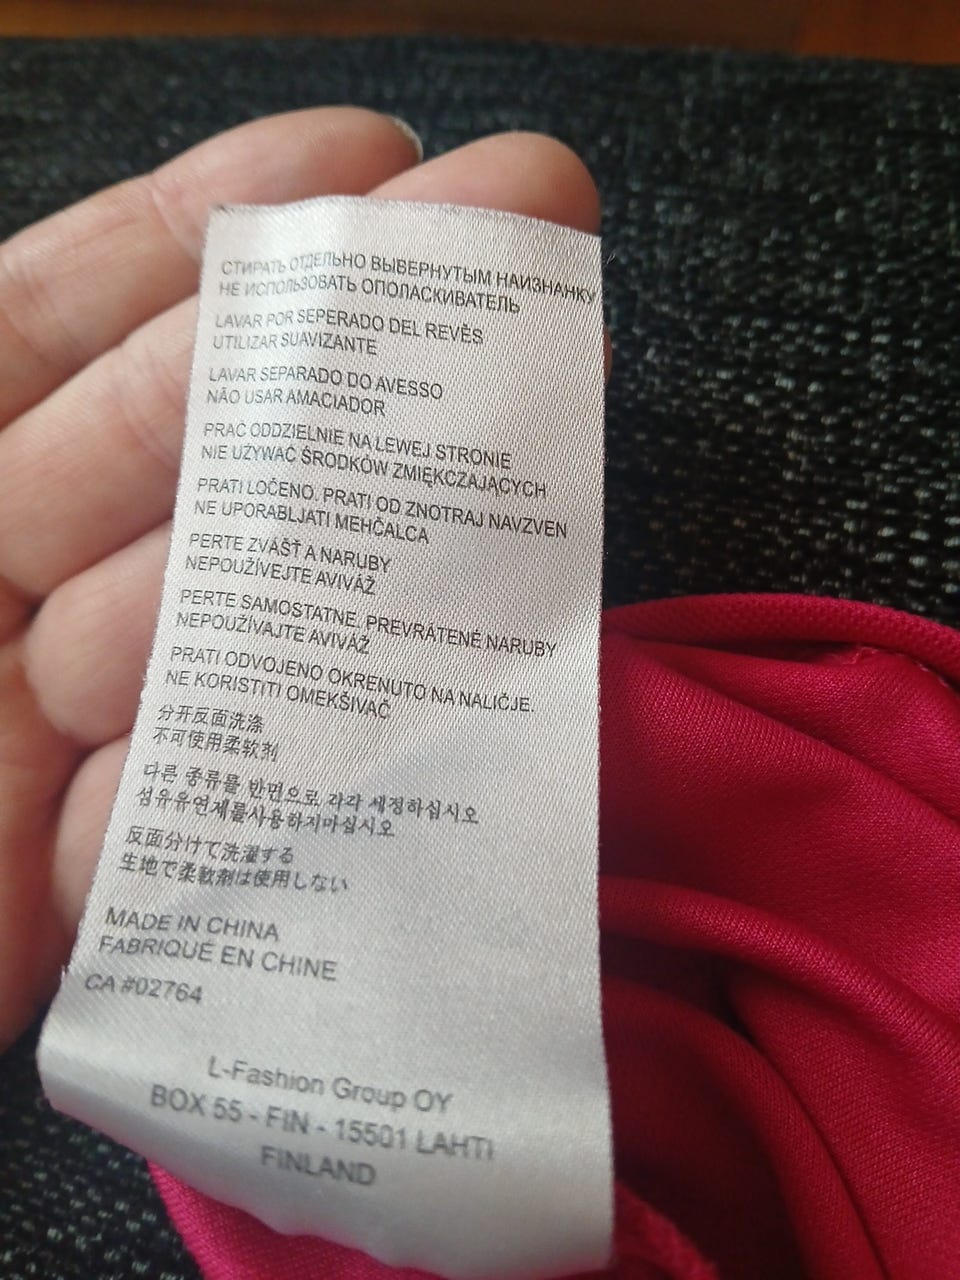 СТИРАТЬ ОТДЕЛЬНО ВЫВЕРНУТЫМ НАИЗНАНКУ
НЕ ИСПОЛЬЗОВАТЬ ОПОЛАСКИВАТЕЛЬ
LAVAR POR SEPERADO DEL REVÈS
UTILIZAR SUAVIZANTE
LAVAR SEPARADO DO AVESSO
NÃO USAR AMACIADOR
PRAĆ ODDZIELNIE NA LEWEJ STRONIE
NIE UŻYWAĆ ŚRODKÓW ZMIĘKCZAJĄCYCH
PRATI LOČENO. PRATI OD ZNOTRAJ NAVZVEN
NE UPORABLJATI MEHČALCA
PERTE ZVÁŠŤ A NARUBY
NEPOUŽÍVEJTE AVIVÁŽ
PERTE SAMOSTATNE, PREVRÁTENÉ NARUBY
NEPOUŽÍVAJTE AVIVÁŽ
PRATI ODVOJENO OKRENUTO NA NALIČJE.
NE KORISTITI OMEKŠIVAČ
分开反面洗涤
不可使用柔软剂
다른 종류를 반면으로 각각 세정하십시오
섬유유연제를사용하지마십시오
反面分けて洗濯する
生地で柔軟剤は使用しない
MADE IN CHINA
FABRIQUE EN CHINE
CA #02764
L-Fashion Group OY
BOX 55 - FIN - 15501 LAHTI
FINLAND